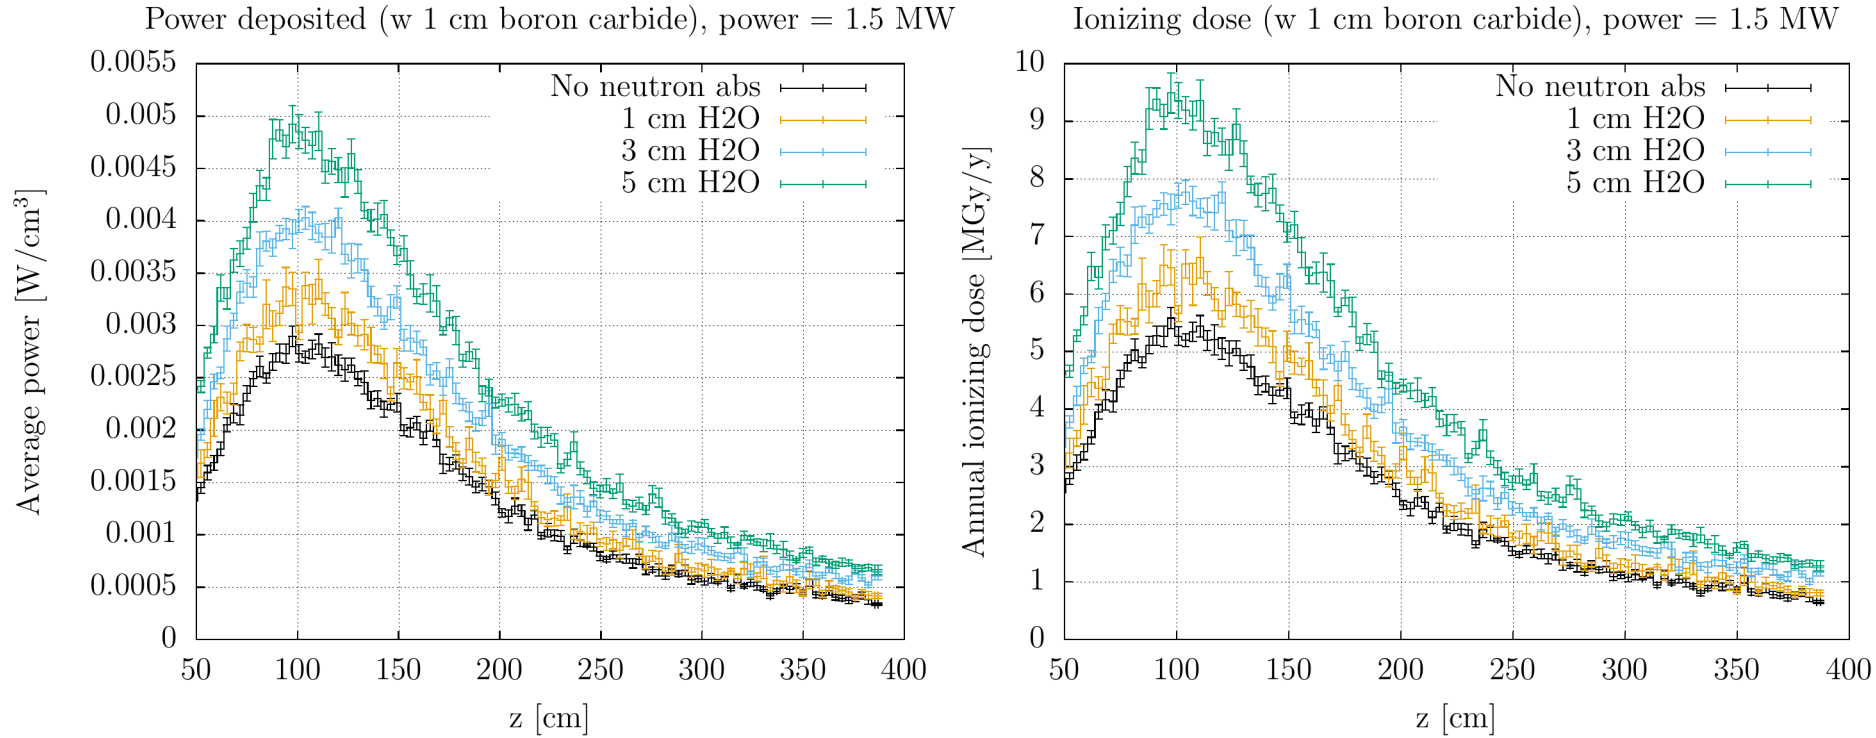 Power deposited (w 1 cm boron carbide), power = 1.5 MW
Average power [W/cm³]
0.0055
0.005
0.0045
0.004
0.0035
0.003
0.0025
0.002
0.0015
0.001
0.0005
0
No neutron abs
1 cm H2O
3 cm H2O
5 cm H2O
50 100 150 200 250 300 350 400
z [cm]
Ionizing dose (w 1 cm boron carbide), power = 1.5 MW
Annual ionizing dose [MGy/y]
10
9
8
7
6
5
4
3
2
1
0
No neutron abs
1 cm H2O
3 cm H2O
5 cm H2O
50 100 150 200 250 300 350 400
z [cm]